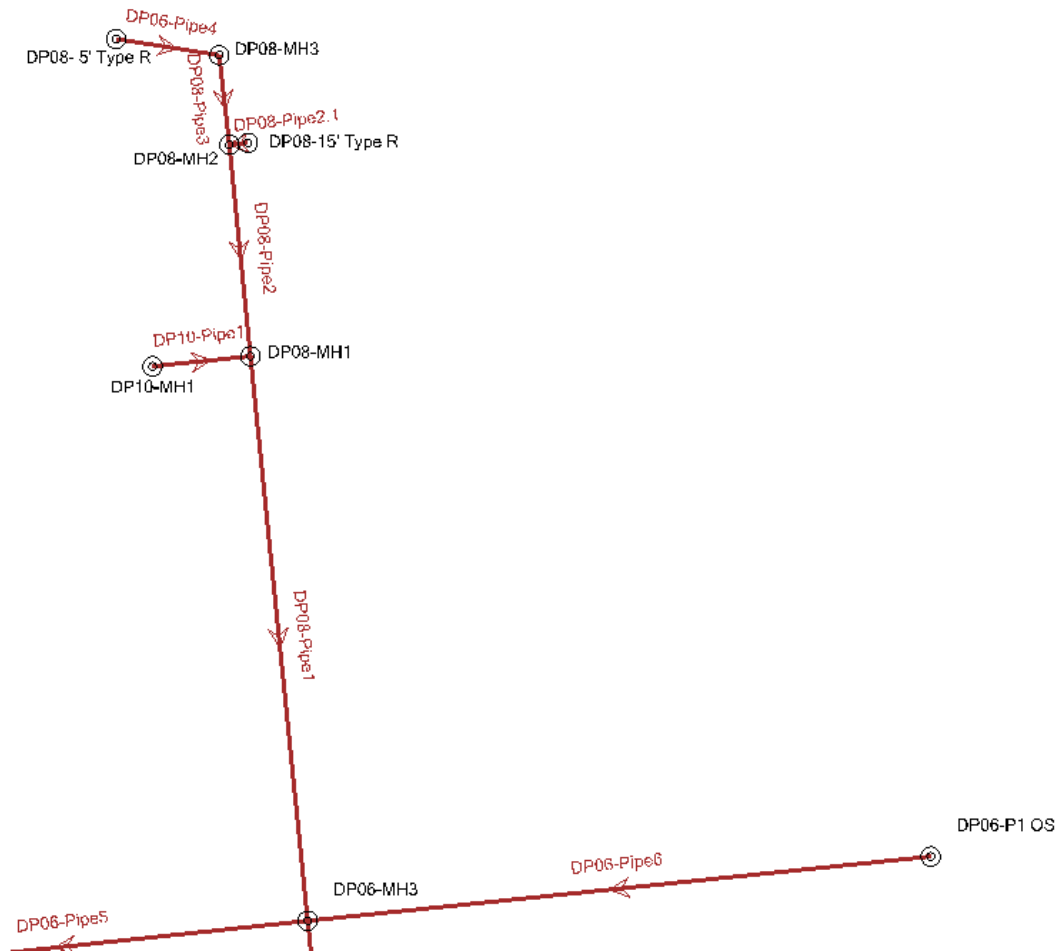 DP06-Pipe4
DP08- 5' Type R
DP08-MH3
DP08-Pipe3
DP08-Pipe2.1
DP08-15' Type R
DP08-MH2
DP08-Pipe2
DP10-Pipe1
DP08-MH1
DP10-MH1
DP08-Pipe1
DP06-P1 OS
DP06-Pipe6
DP06-MH3
DP06-Pipe5